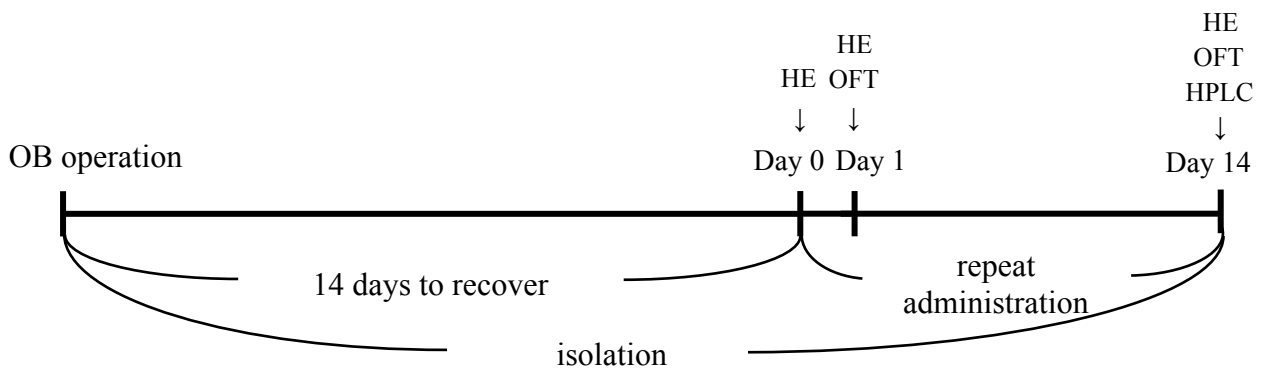 HE
OFT
HPLC
↓
HE
OFT
↓
HE
↓
OB operation
Day 0
Day 1
Day 14
14 days to recover
repeat
administration
isolation